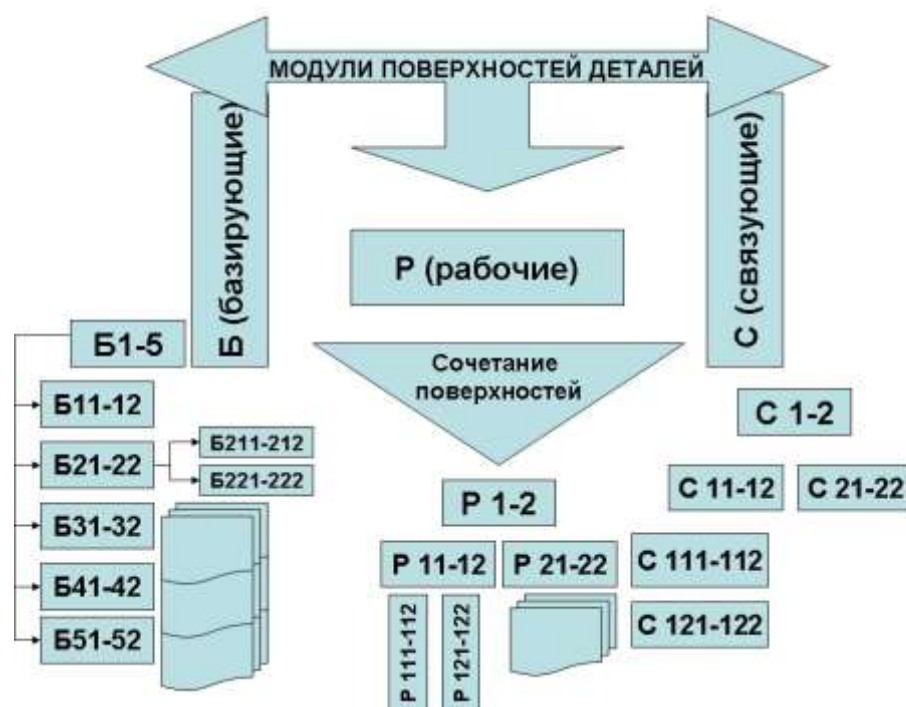 МОДУЛИ ПОВЕРХНОСТЕЙ ДЕТАЛЕЙ
Б (базирующие)
Р (рабочие)
С (связующие)
Б1-5
Б11-12
Б21-22
Б211-212
Б221-222
Б31-32
Б41-42
Б51-52
Сочетание
поверхностей
Р 1-2
Р 11-12
Р 21-22
Р 111-112
Р 121-122
С 1-2
С 11-12
С 21-22
С 111-112
С 121-122